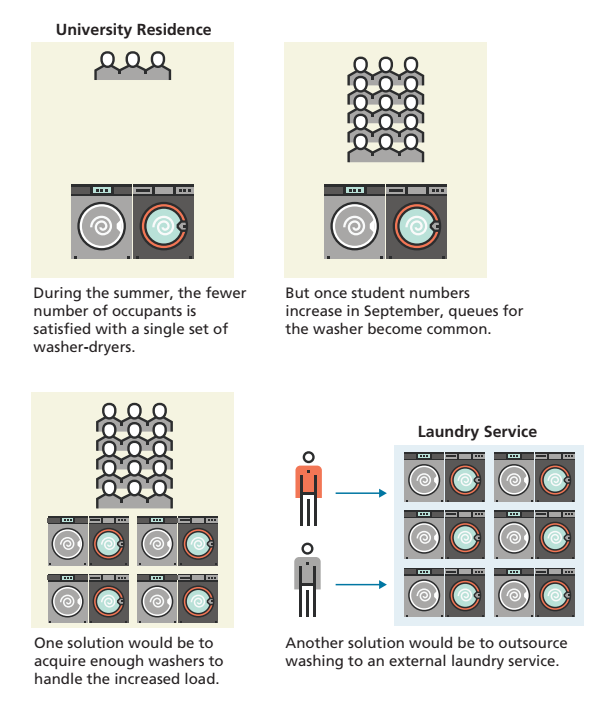 University Residence
During the summer, the fewer
number of occupants is
satisfied with a single set of
washer-dryers.
But once student numbers
increase in September, queues for
the washer become common.
One solution would be to
acquire enough washers to
handle the increased load.
Laundry Service
Another solution would be to outsource
washing to an external laundry service.